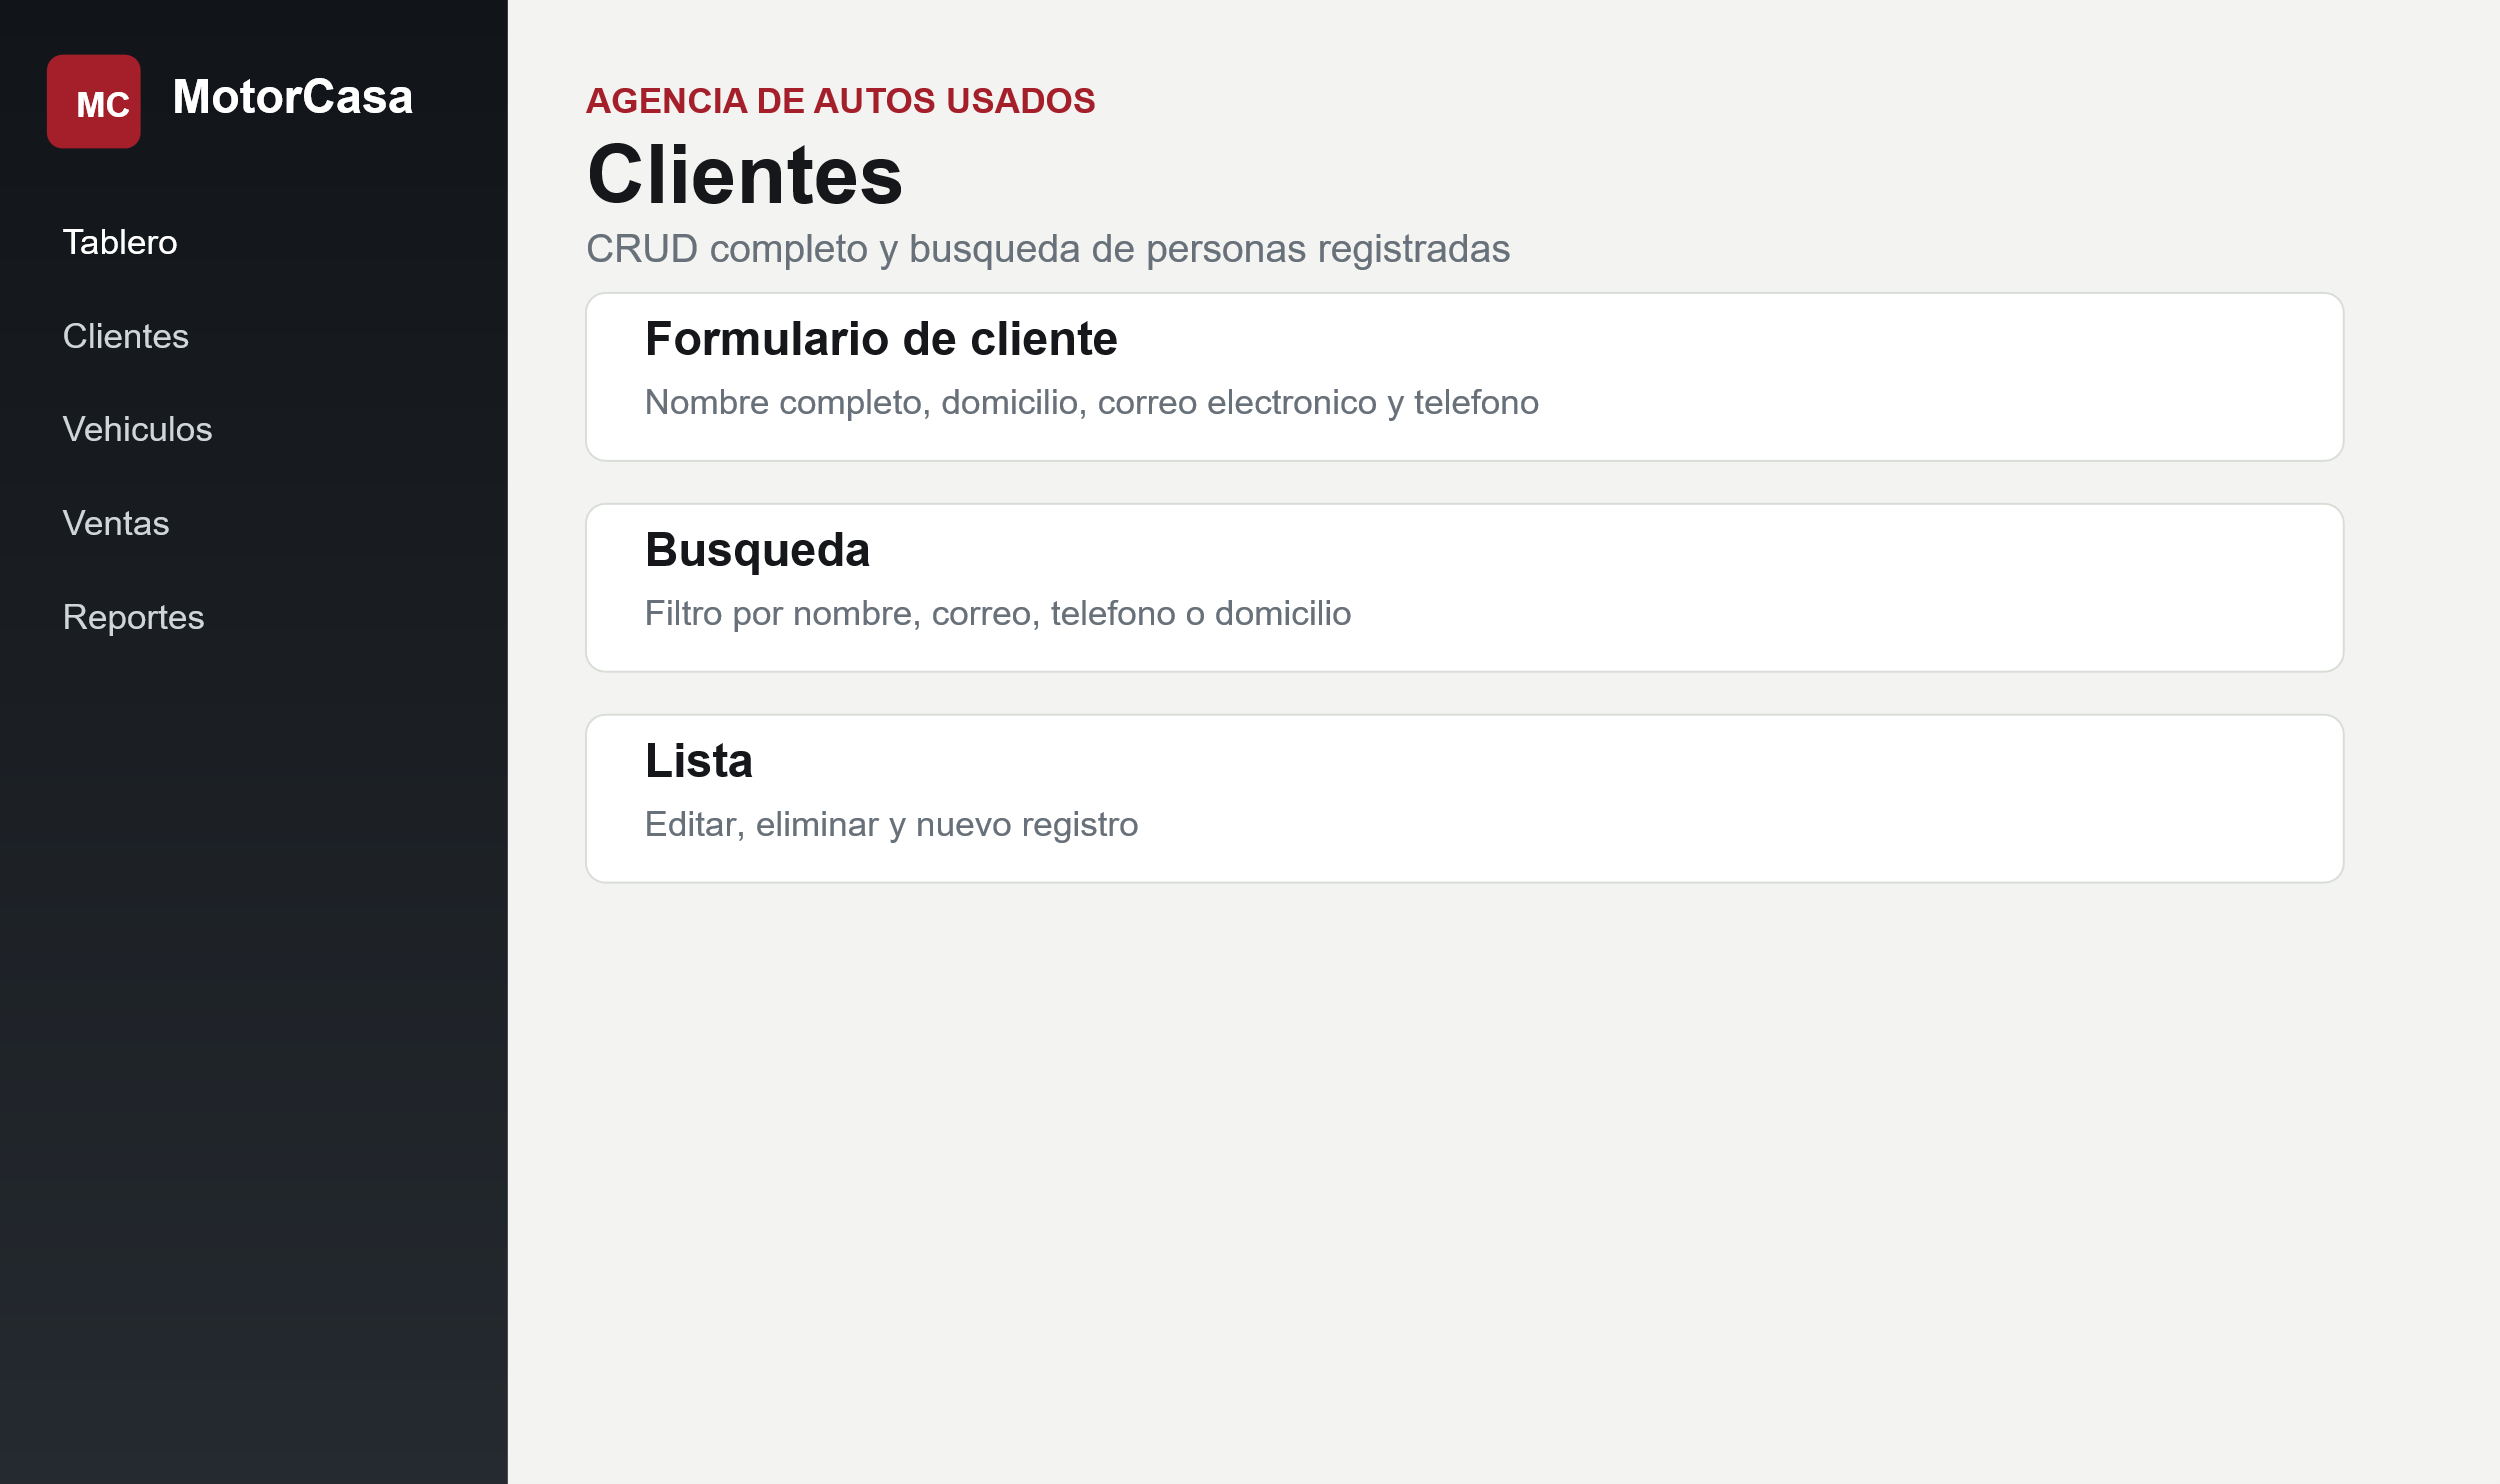 MC
MotorCasa
Tablero
Clientes
Vehiculos
Ventas
Reportes
AGENCIA DE AUTOS USADOS
Clientes
CRUD completo y busqueda de personas registradas
Formulario de cliente
Nombre completo, domicilio, correo electronico y telefono
Busqueda
Filtro por nombre, correo, telefono o domicilio
Lista
Editar, eliminar y nuevo registro